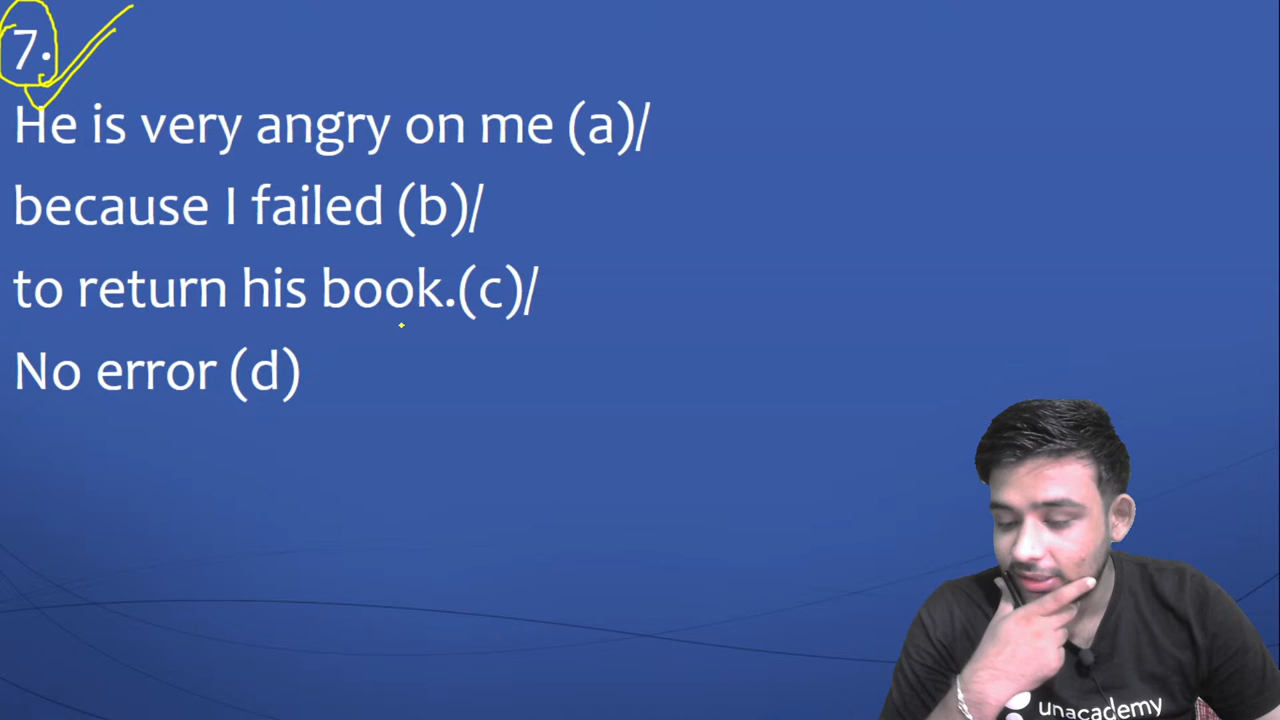 7.
He is very angry on me (a)/
because I failed (b)/
to return his book.(c)/
No error (d)
unacademy